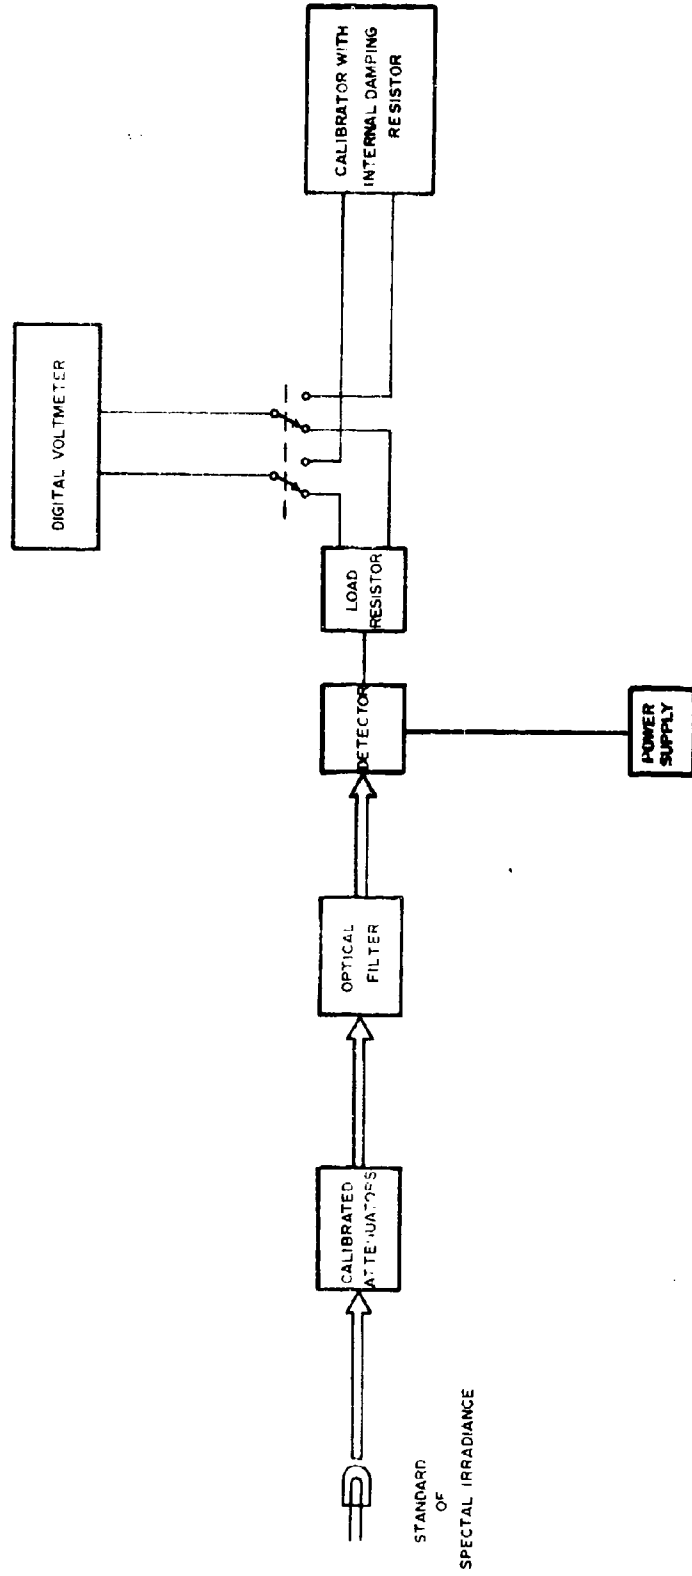 DIGITAL VOLTMETER
CALIBRATOR WITH
INTERNAL DAMPING
RESISTOR
LOAD
RESISTOR
DETECTOR
OPTICAL
FILTER
CALIBRATED
ATTENUATORS
POWER
SUPPLY
STANDARD
OF
SPECTAL IRRADIANCE